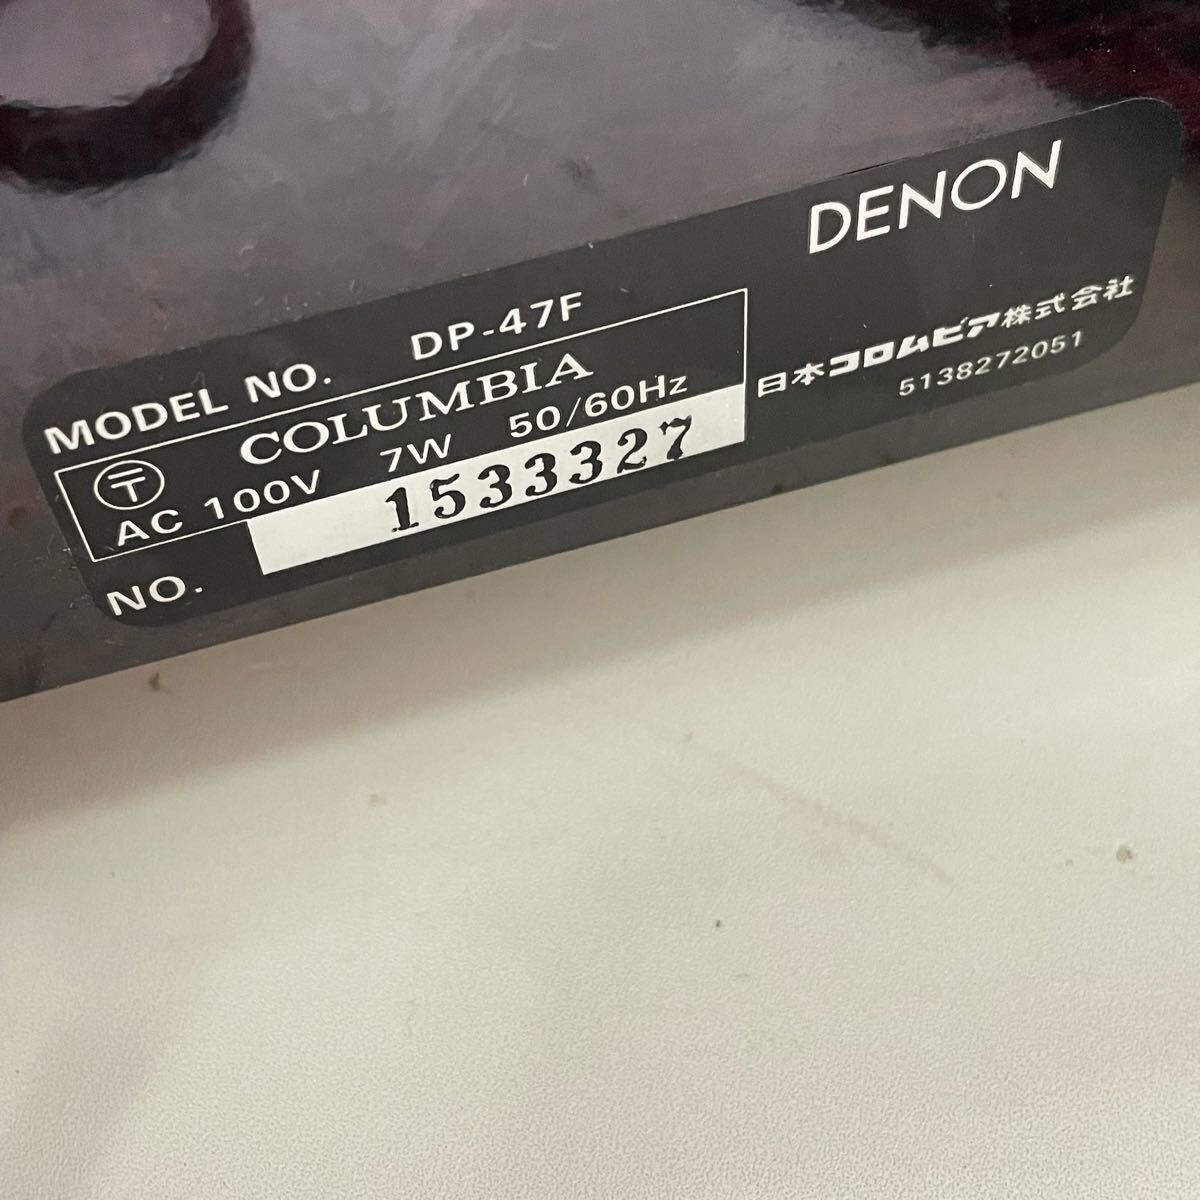 DENON
MODEL NO. DP-47F
COLUMBIA
〒 AC 100V 7W 50/60Hz
NO. 1533327
日本コロムビア株式会社
5138272051